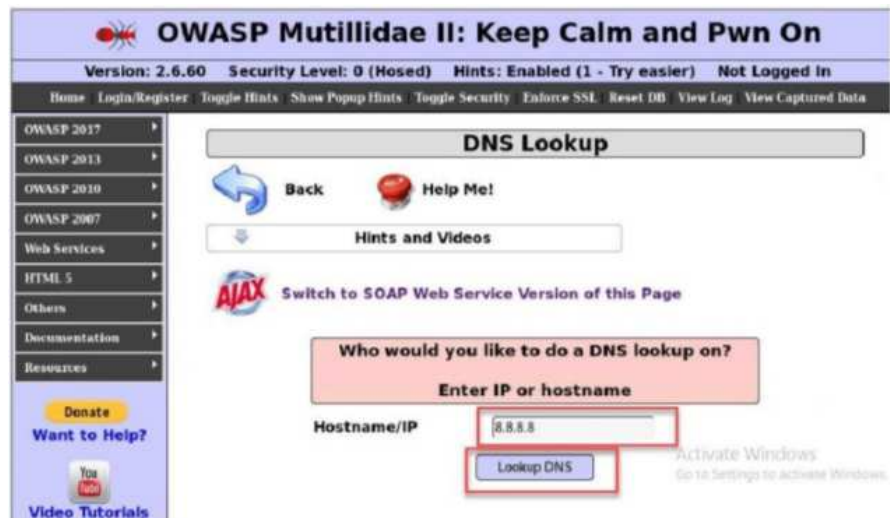 OWASP Mutillidae II: Keep Calm and Pwn On
Version: 2.6.60 Security Level: 0 (Hosed) Hints: Enabled (1 - Try easier) Not Logged In
Home Login/Register Toggle Hints Show Popup Hints Toggle Security Enforce SSL Reset DB View Log View Captured Data
OWASP 2017
OWASP 2013
OWASP 2010
OWASP 2007
Web Services
HTML 5
Others
Documentation
Resources
Donate
Want to Help?
You
Tube
Video Tutorials
DNS Lookup
Back Help Me!
Hints and Videos
AJAX Switch to SOAP Web Service Version of this Page
Who would you like to do a DNS lookup on?
Enter IP or hostname
Hostname/IP 8.8.8.8
Lookup DNS
Activate Windows
Go to Settings to activate Windows.